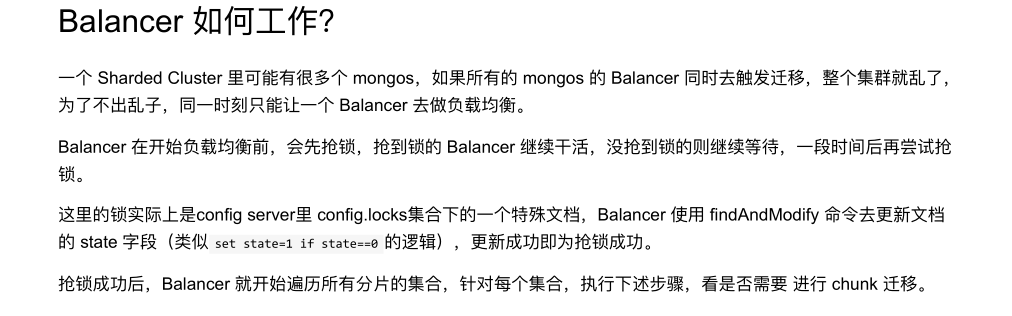 Balancer 如何工作？
一个 Sharded Cluster 里可能有很多个 mongos，如果所有的 mongos 的 Balancer 同时去触发迁移，整个集群就乱了，
为了不出乱子，同一时刻只能让一个 Balancer 去做负载均衡。
Balancer 在开始负载均衡前，会先抢锁，抢到锁的 Balancer 继续干活，没抢到锁的则继续等待，一段时间后再尝试抢
锁。
这里的锁实际上是config server里 config.locks集合下的一个特殊文档，Balancer 使用 findAndModify 命令去更新文档
的 state 字段（类似 set state=1 if state==0 的逻辑），更新成功即为抢锁成功。
抢锁成功后，Balancer 就开始遍历所有分片的集合，针对每个集合，执行下述步骤，看是否需要 进行 chunk 迁移。